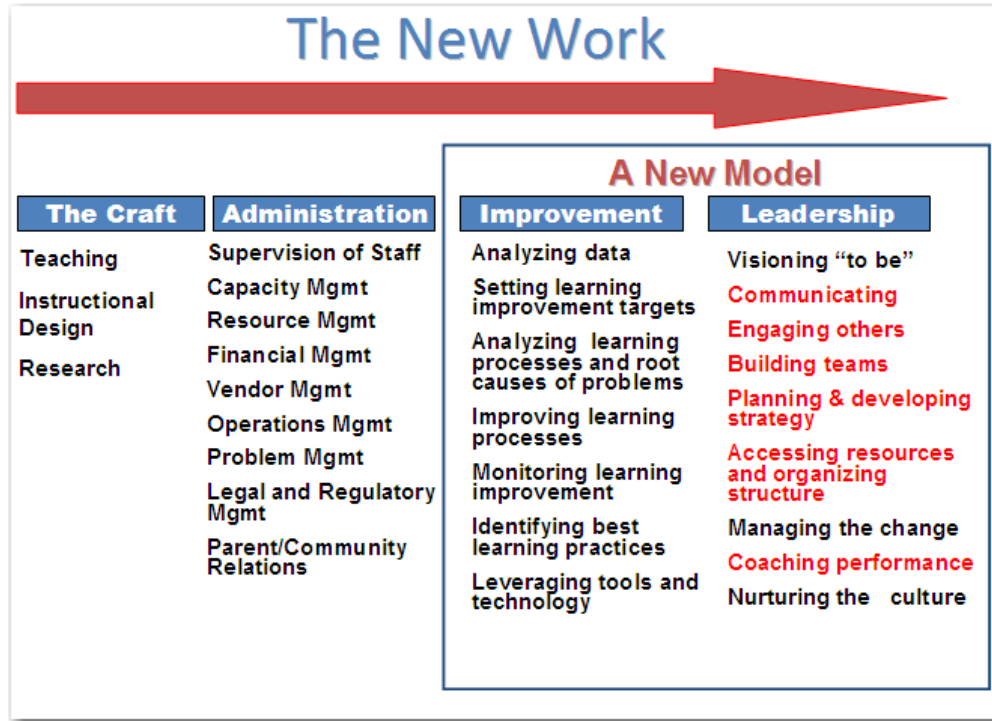 The New Work
A New Model
The Craft
Teaching
Instructional
Design
Research
Administration
Supervision of Staff
Capacity Mgmt
Resource Mgmt
Financial Mgmt
Vendor Mgmt
Operations Mgmt
Problem Mgmt
Legal and Regulatory
Mgmt
Parent/Community
Relations
Improvement
Analyzing data
Setting learning
improvement targets
Analyzing learning
processes and root
causes of problems
Improving learning
processes
Monitoring learning
improvement
Identifying best
learning practices
Leveraging tools and
technology
Leadership
Visioning “to be”
Communicating
Engaging others
Building teams
Planning & developing
strategy
Accessing resources
and organizing
structure
Managing the change
Coaching performance
Nurturing the culture